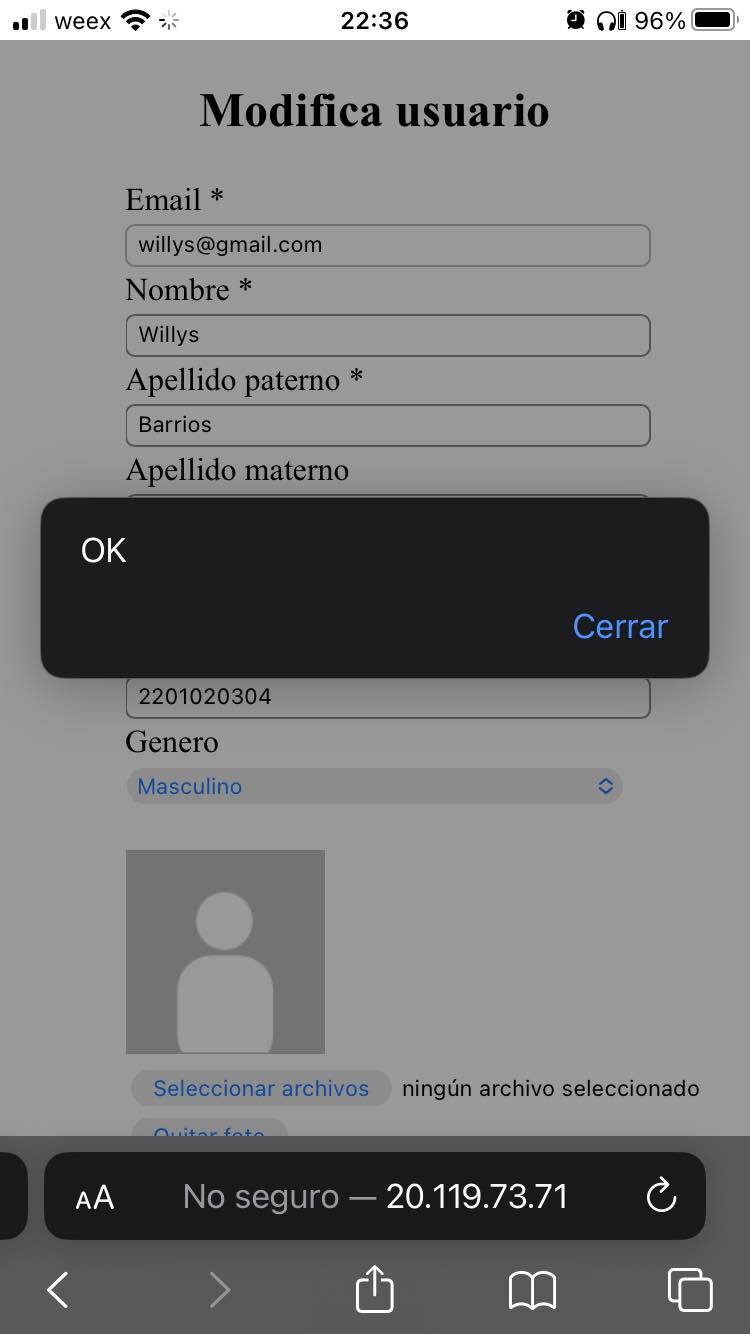 weex 22:36 96%
Modifica usuario
Email *
willys@gmail.com
Nombre *
Willys
Apellido paterno *
Barrios
Apellido materno
OK
Cerrar
2201020304
Genero
Masculino
Seleccionar archivos ningún archivo seleccionado
Quitar foto
AA No seguro — 20.119.73.71